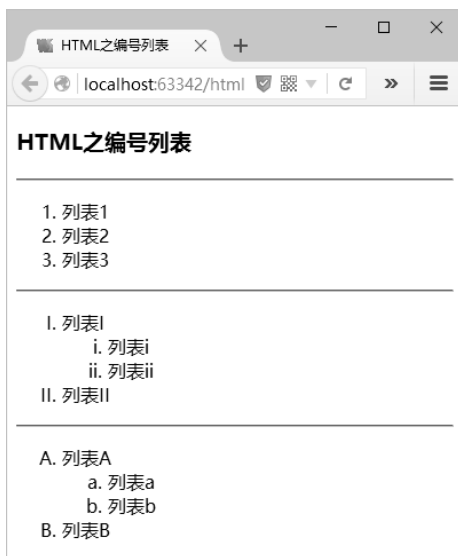 HTML之编号列表
localhost:63342/html
HTML之编号列表
1. 列表1
2. 列表2
3. 列表3
I. 列表I
i. 列表i
ii. 列表ii
II. 列表II
A. 列表A
a. 列表a
b. 列表b
B. 列表B